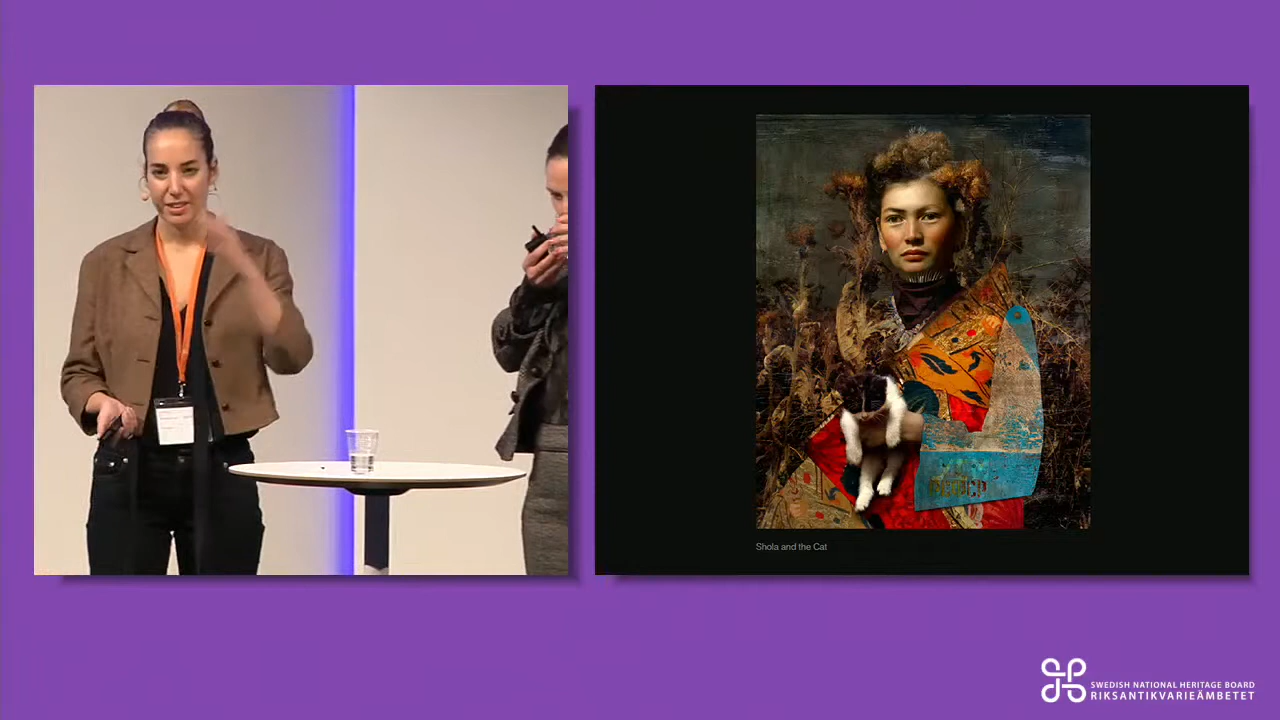 Shola and the Cat
SWEDISH NATIONAL HERITAGE BOARD
RIKSANTIKVARIEÄMBETET